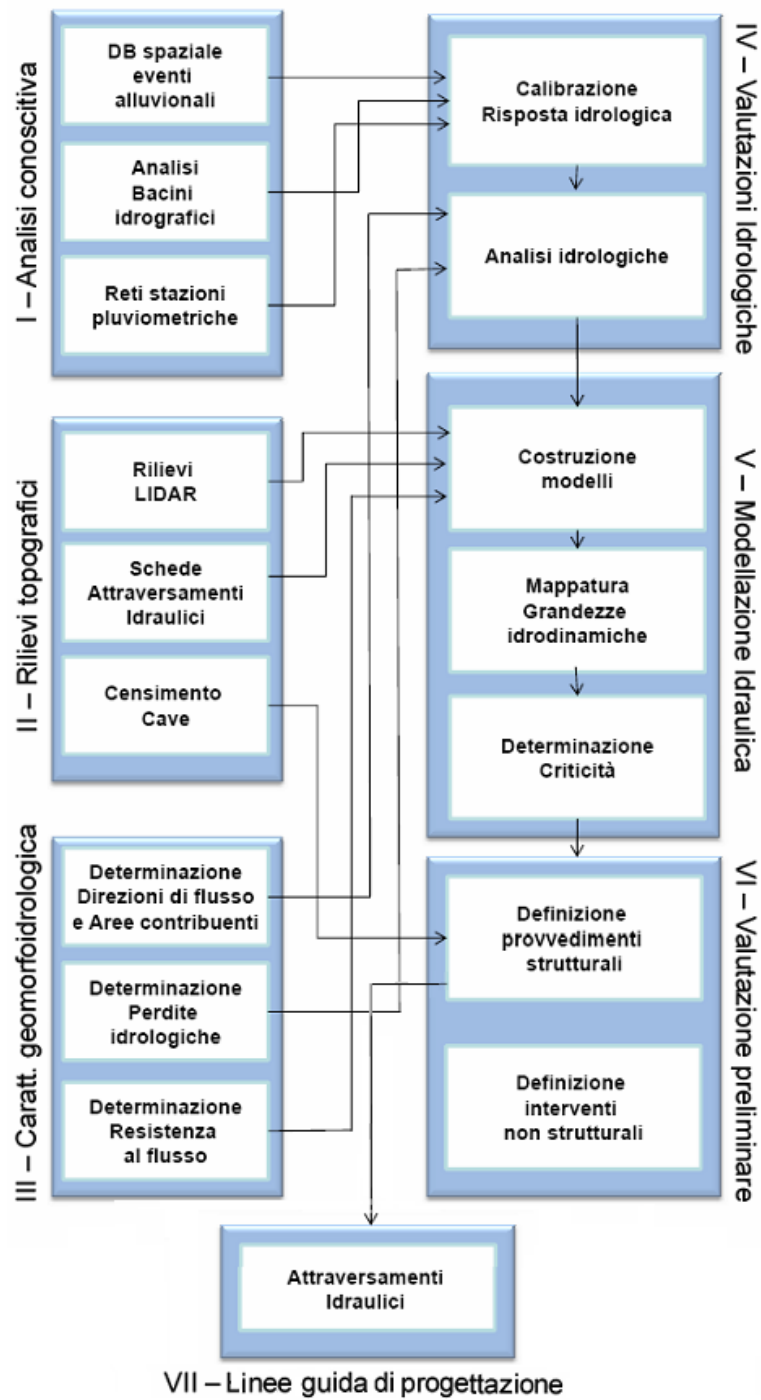 I – Analisi conoscitiva
DB spaziale
eventi
alluvionali
Analisi
Bacini
idrografici
Reti stazioni
pluviometriche
II – Rilievi topografici
Rilievi
LIDAR
Schede
Attraversamenti
Idraulici
Censimento
Cave
III – Caratt. geomorfoidrologica
Determinazione
Direzioni di flusso
e Aree contribuenti
Determinazione
Perdite
idrologiche
Determinazione
Resistenza
al flusso
IV – Valutazioni Idrologiche
Calibrazione
Risposta idrologica
Analisi idrologiche
V – Modellazione Idraulica
Costruzione
modelli
Mappatura
Grandezze
idrodinamiche
Determinazione
Criticità
VI – Valutazione preliminare
Definizione
provvedimenti
strutturali
Definizione
interventi
non strutturali
Attraversamenti
Idraulici
VII – Linee guida di progettazione